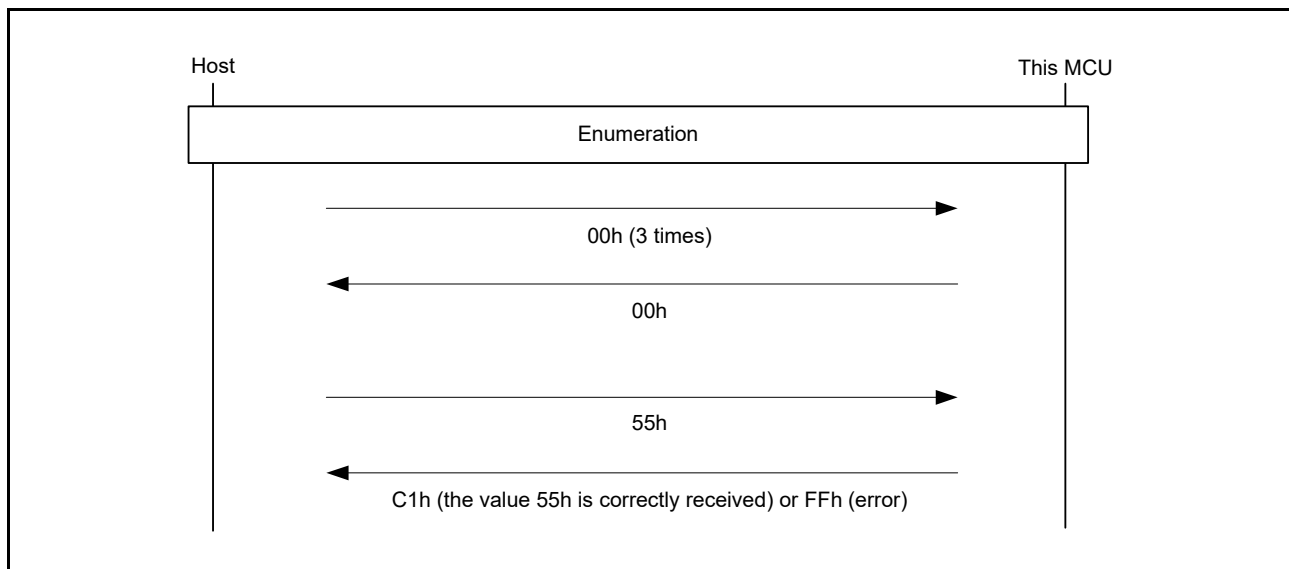 Host
This MCU
Enumeration
00h (3 times)
00h
55h
C1h (the value 55h is correctly received) or FFh (error)